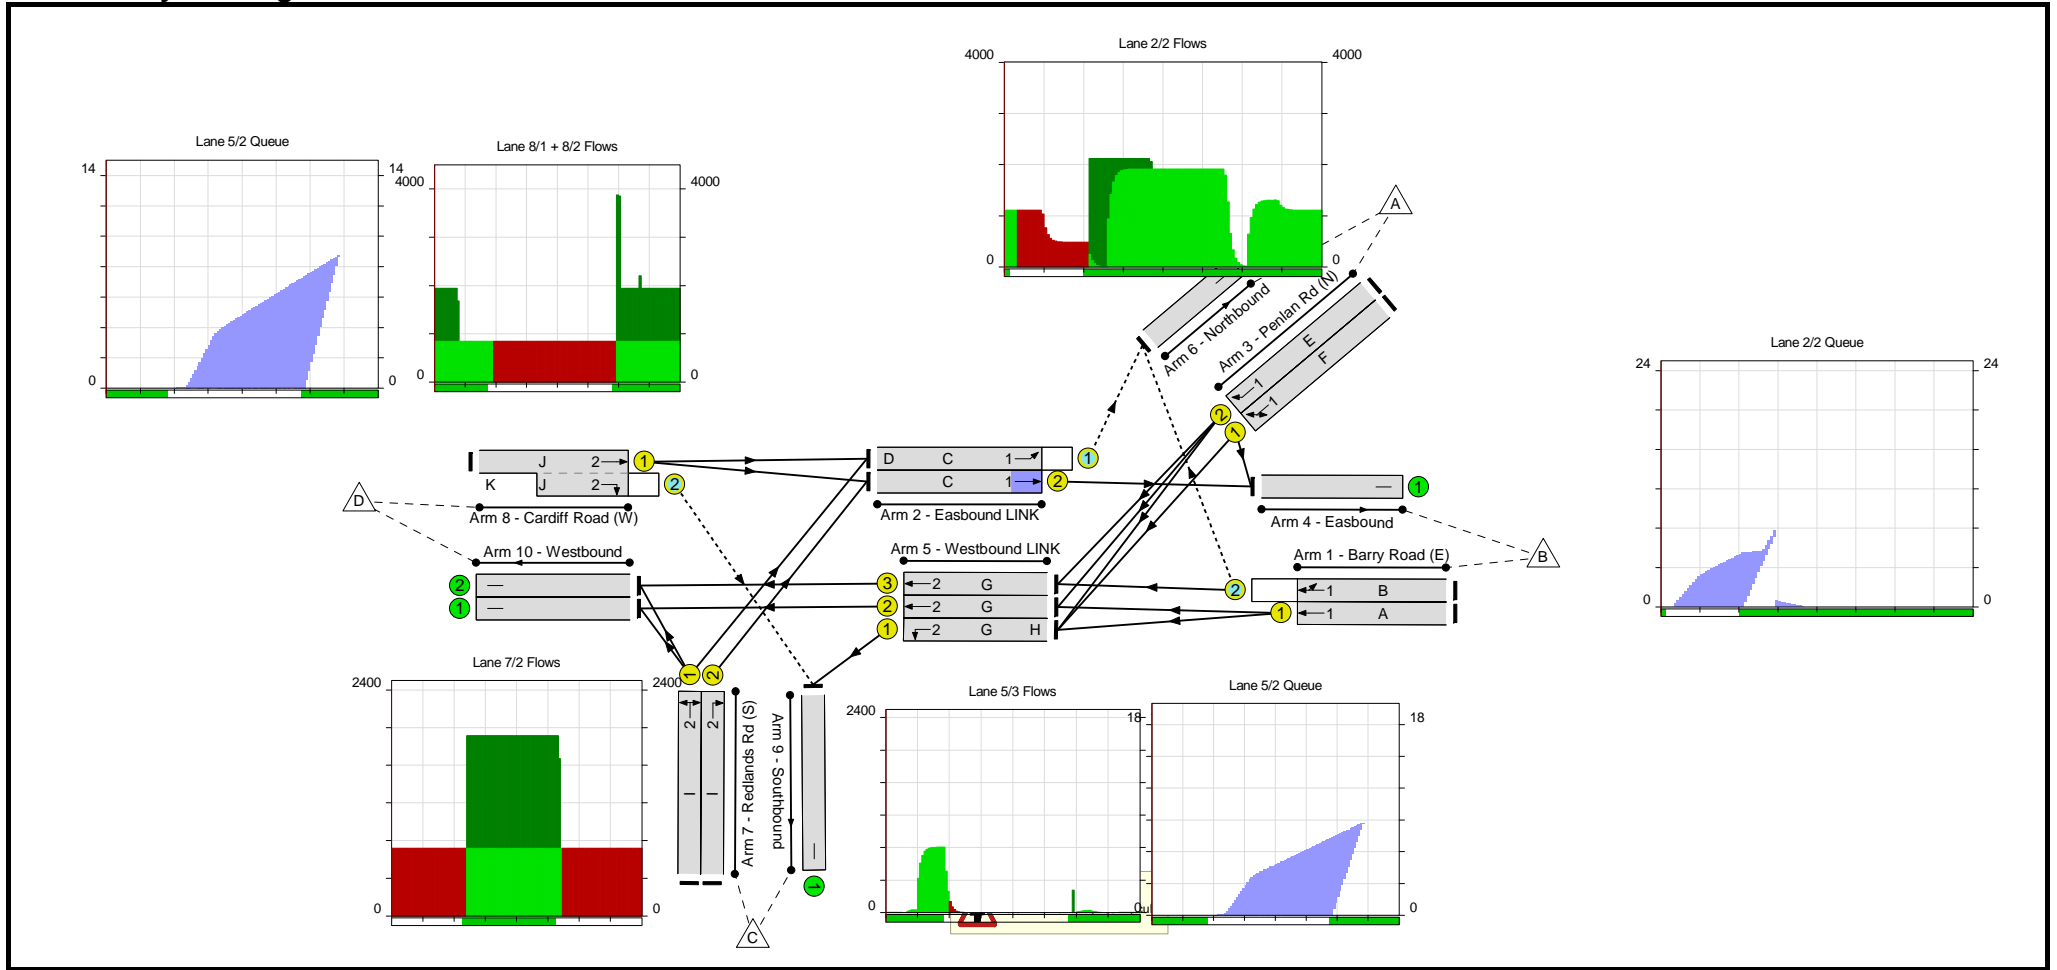 Lane 2/2 Flows
4000
4000
0
0
Lane 5/2 Queue
14
14
0
0
Lane 8/1 + 8/2 Flows
4000
4000
0
0
A
Arm 6 - Northbound
Arm 3 - Penlan Rd (N)
E
F
1
1
2
1
Lane 2/2 Queue
24
24
0
0
J
2
1
K
J
2
2
Arm 8 - Cardiff Road (W)
D
D
C
1
1
C
1
2
Arm 2 - Easbound LINK
1
Arm 4 - Easbound
B
Arm 10 - Westbound
2
1
Arm 5 - Westbound LINK
3
2
G
2
2
G
1
2
G
H
Arm 1 - Barry Road (E)
2
1
B
1
1
A
1
2
2
2
Arm 7 - Redlands Rd (S)
Arm 9 - Southbound
1
C
Lane 7/2 Flows
2400
2400
0
0
Lane 5/3 Flows
2400
0
0
Lane 5/2 Queue
18
18
0